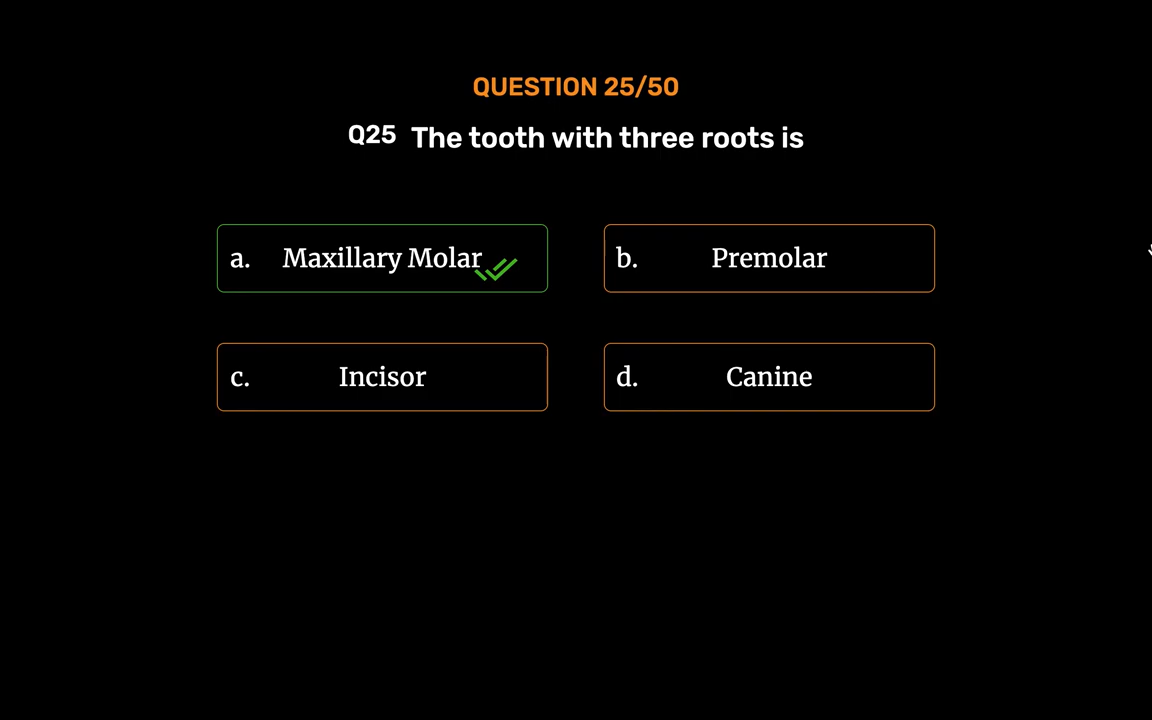 QUESTION 25/50
Q25 The tooth with three roots is
a. Maxillary Molar
b. Premolar
c. Incisor
d. Canine